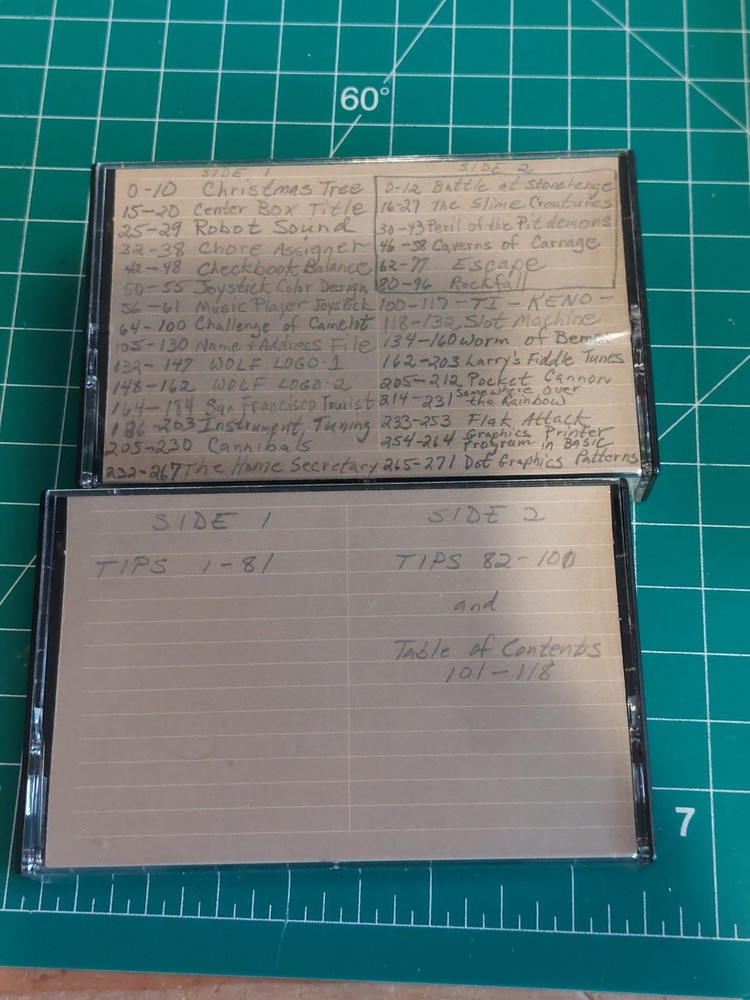 60°
SIDE 1
0-10 Christmas Tree
15-20 Center Box Title
25-29 Robot Sound
32-38 Chore Assigner
42-48 Checkbook Balance
50-55 Joystick Color Design
56-61 Music Player Joystick
64-100 Challenge of Camelot
105-130 Name + Address File
132-147 WOLF LOGO-1
148-162 WOLF LOGO-2
164-184 San Francisco Tourist
186-203 Instrument Tuning
205-230 Cannibals
232-267 The Home Secretary
SIDE 2
0-12 Battle at Stonehenge
16-27 The Slime Creatures
30-43 Peril of the Pit demons
46-58 Caverns of Carnage
62-77 Escape
80-96 Rockfall
100-117-TI-KENO-
118-132 Slot Machine
134-160 Worm of
162-203 Larry's Fiddle Tunes
205-212 Pocket Cannon
214-231 Somewhere Over the Rainbow
233-253 Flak Attack
254-264 Graphics Printer Program in Basic
265-271 Dot Graphics Patterns
SIDE 1
TIPS 1-81
SIDE 2
TIPS 82-100
and
Table of Contents
101-118
7